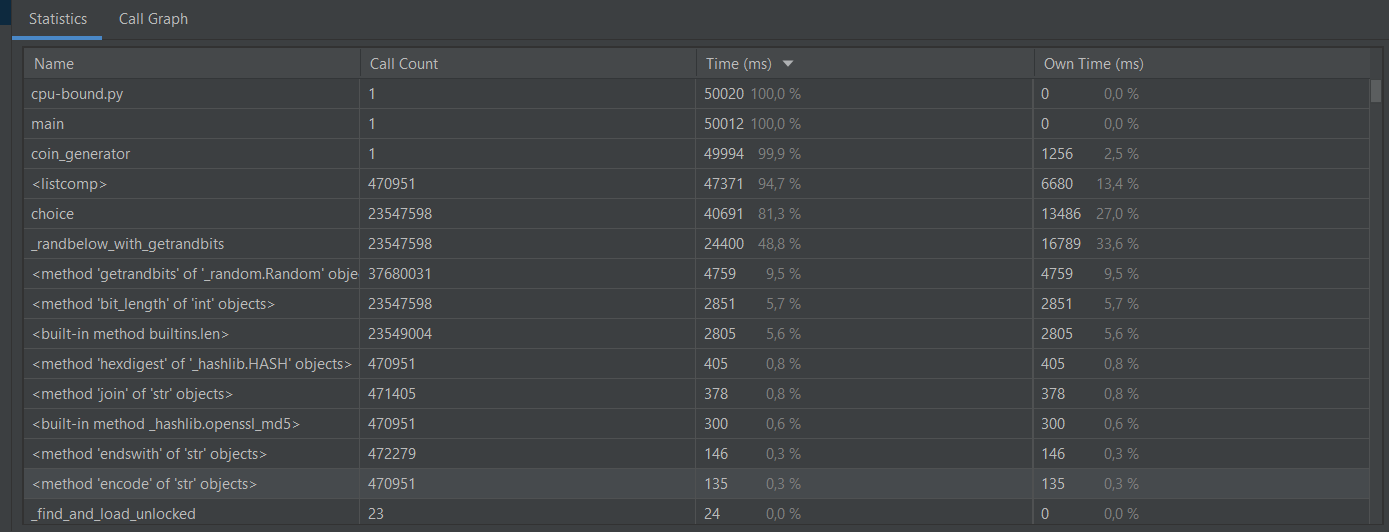 Statistics Call Graph
Name Call Count Time (ms) Own Time (ms)
cpu-bound.py 1 50020 100,0 % 0 0,0 %
main 1 50012 100,0 % 0 0,0 %
coin_generator 1 49994 99,9 % 1256 2,5 %
<listcomp> 470951 47371 94,7 % 6680 13,4 %
choice 23547598 40691 81,3 % 13486 27,0 %
_randbelow_with_getrandbits 23547598 24400 48,8 % 16789 33,6 %
<method 'getrandbits' of '_random.Random' obje 37680031 4759 9,5 % 4759 9,5 %
<method 'bit_length' of 'int' objects> 23547598 2851 5,7 % 2851 5,7 %
<built-in method builtins.len> 23549004 2805 5,6 % 2805 5,6 %
<method 'hexdigest' of '_hashlib.HASH' objects> 470951 405 0,8 % 405 0,8 %
<method 'join' of 'str' objects> 471405 378 0,8 % 378 0,8 %
<built-in method _hashlib.openssl_md5> 470951 300 0,6 % 300 0,6 %
<method 'endswith' of 'str' objects> 472279 146 0,3 % 146 0,3 %
<method 'encode' of 'str' objects> 470951 135 0,3 % 135 0,3 %
_find_and_load_unlocked 23 24 0,0 % 0 0,0 %